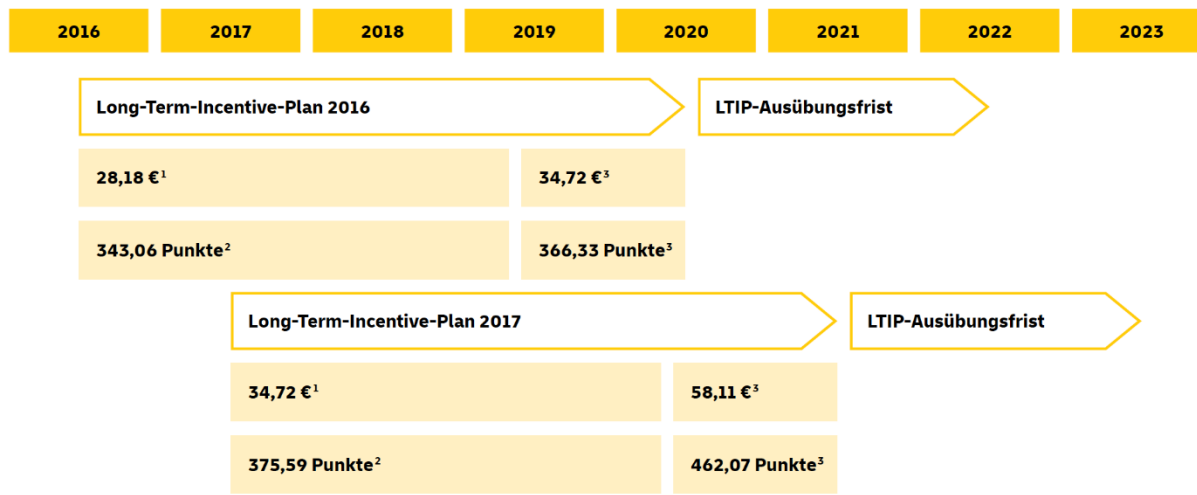 2016 2017 2018 2019 2020 2021 2022 2023
Long-Term-Incentive-Plan 2016 LTIP-Ausübungsfrist
28,18 €¹ 34,72 €³
343,06 Punkte² 366,33 Punkte³
Long-Term-Incentive-Plan 2017 LTIP-Ausübungsfrist
34,72 €¹ 58,11 €³
375,59 Punkte² 462,07 Punkte³